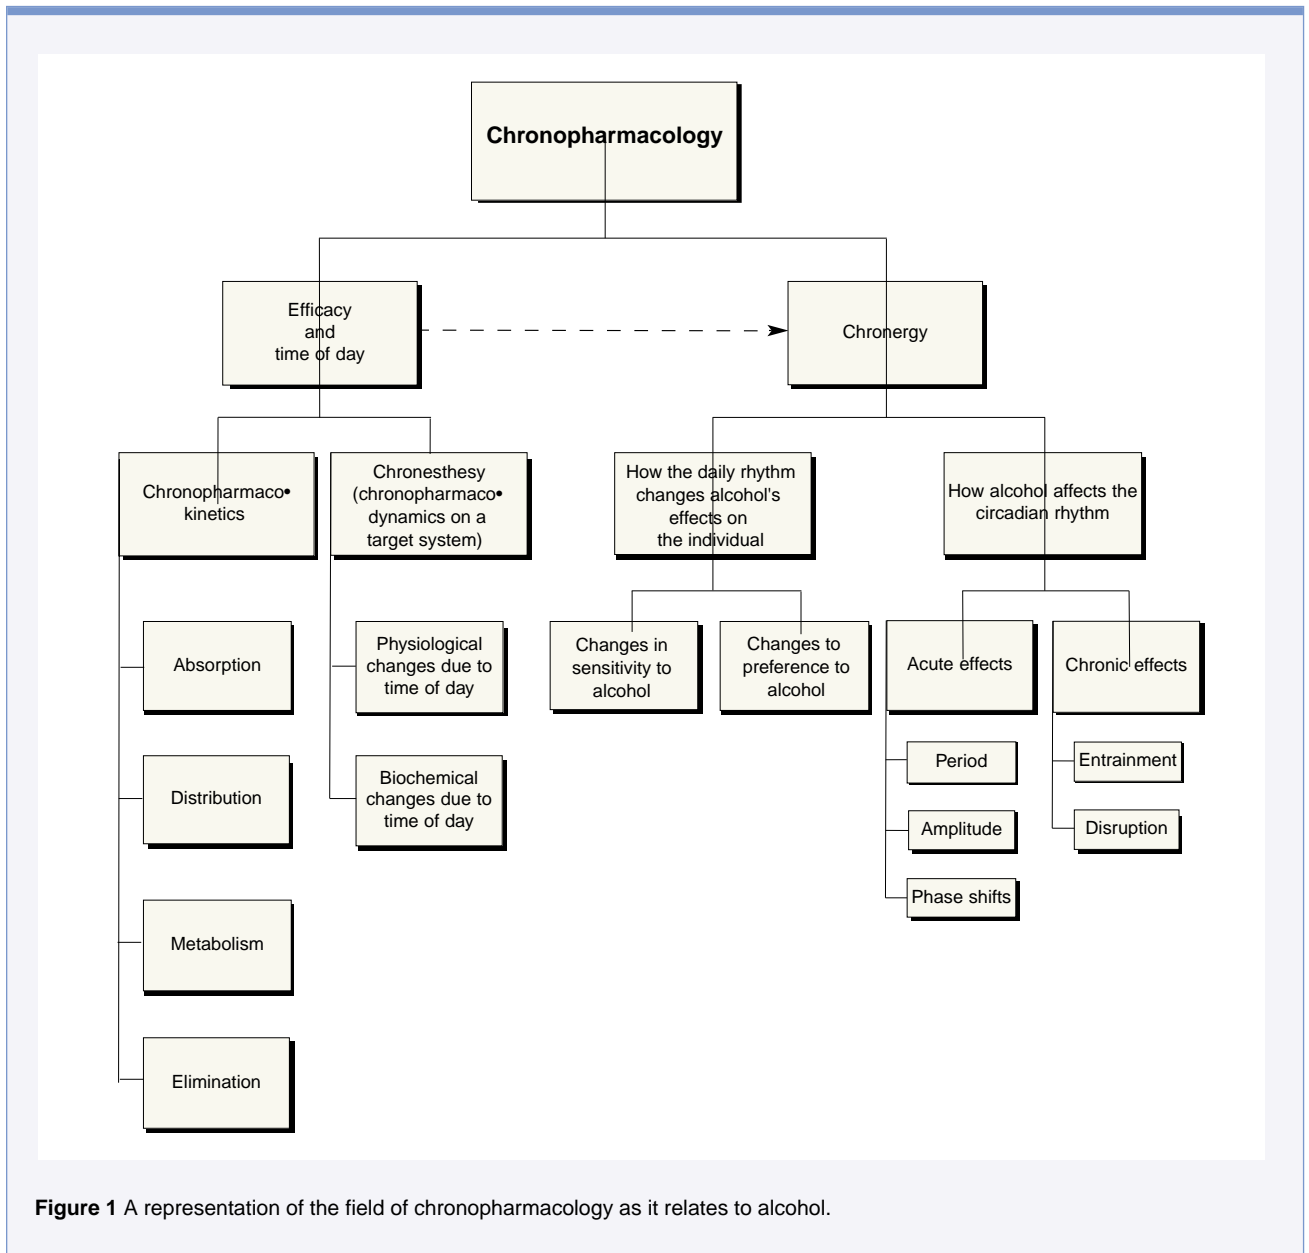 Chronopharmacology
Efficacy
and
time of day
Chronergy
Chronopharmaco•
kinetics
Chronesthesy
(chronopharmaco•
dynamics on a
target system)
How the daily rhythm
changes alcohol's
effects on
the individual
How alcohol affects the
circadian rhythm
Absorption
Physiological
changes due to
time of day
Changes in
sensitivity to
alcohol
Changes to
preference to
alcohol
Acute effects
Chronic effects
Period
Entrainment
Distribution
Biochemical
changes due to
time of day
Amplitude
Disruption
Phase shifts
Metabolism
Elimination
Figure 1 A representation of the field of chronopharmacology as it relates to alcohol.